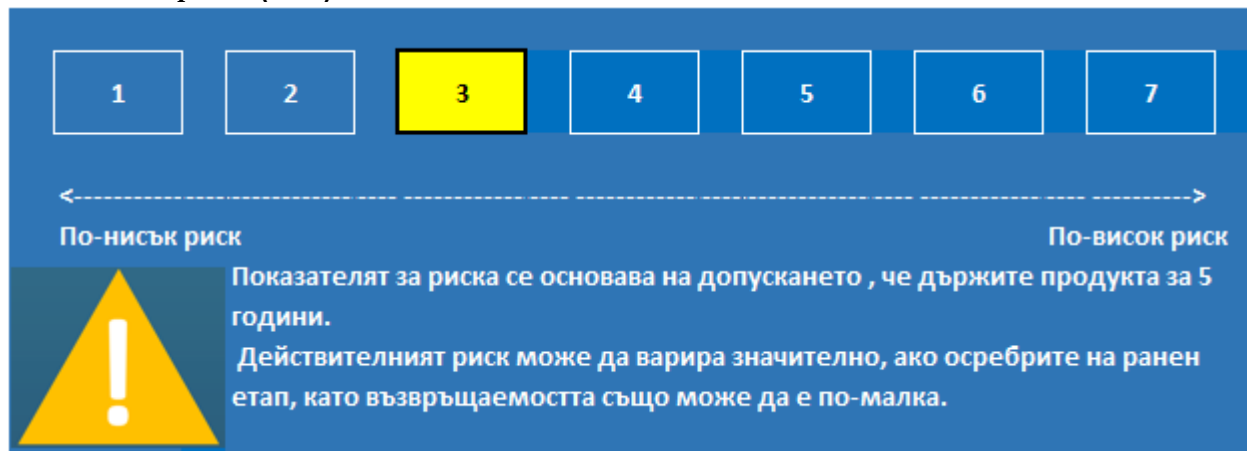 1 2 3 4 5 6 7
<---------------------------------- ----------------- ---------------------------------- ----------------- ---------->
По-нисък риск По-висок риск
Показателят за риска се основава на допускането , че държите продукта за 5
години.
Действителният риск може да варира значително, ако осребрите на ранен
етап, като възвръщаемостта също може да е по-малка.